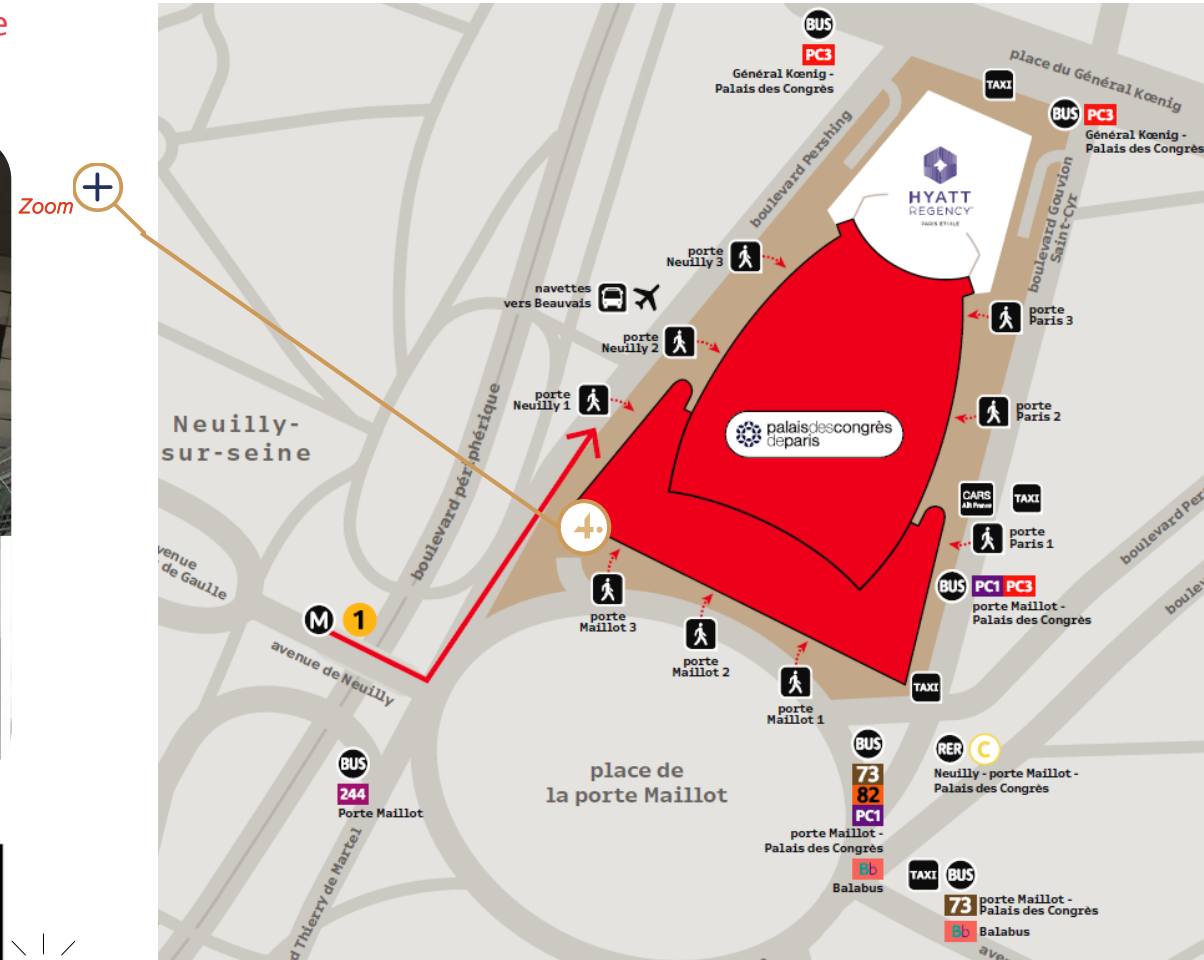 e
Zoom
BUS
PC3
Général Kœnig -
Palais des Congrès
place du Général Kœnig
TAXI
BUS PC3
Général Kœnig -
Palais des Congrès
boulevard Pershing
HYATT
REGENCY
PARIS ETOILE
boulevard Gouvion
Saint-Cyr
porte
Neuilly 3
navettes
vers Beauvais
porte
Paris 3
porte
Neuilly 2
porte
Neuilly 1
porte
Paris 2
palaisdescongrès
deparis
Neuilly-
sur-seine
boulevard périphérique
CARS
Air France
TAXI
porte
Paris 1
boulevard Per
boulev
venue
de Gaulle
BUS PC1 PC3
porte Maillot -
Palais des Congrès
M 1
porte
Maillot 3
avenue de Neuilly
porte
Maillot 2
porte
Maillot 1
TAXI
BUS
244
Porte Maillot
place de
la porte Maillot
BUS
73
82
PC1
porte Maillot -
Palais des Congrès
Bb
Balabus
RER C
Neuilly - porte Maillot -
Palais des Congrès
d Thierry de Martel
TAXI BUS
73 porte Maillot -
Palais des Congrès
Bb Balabus
aven